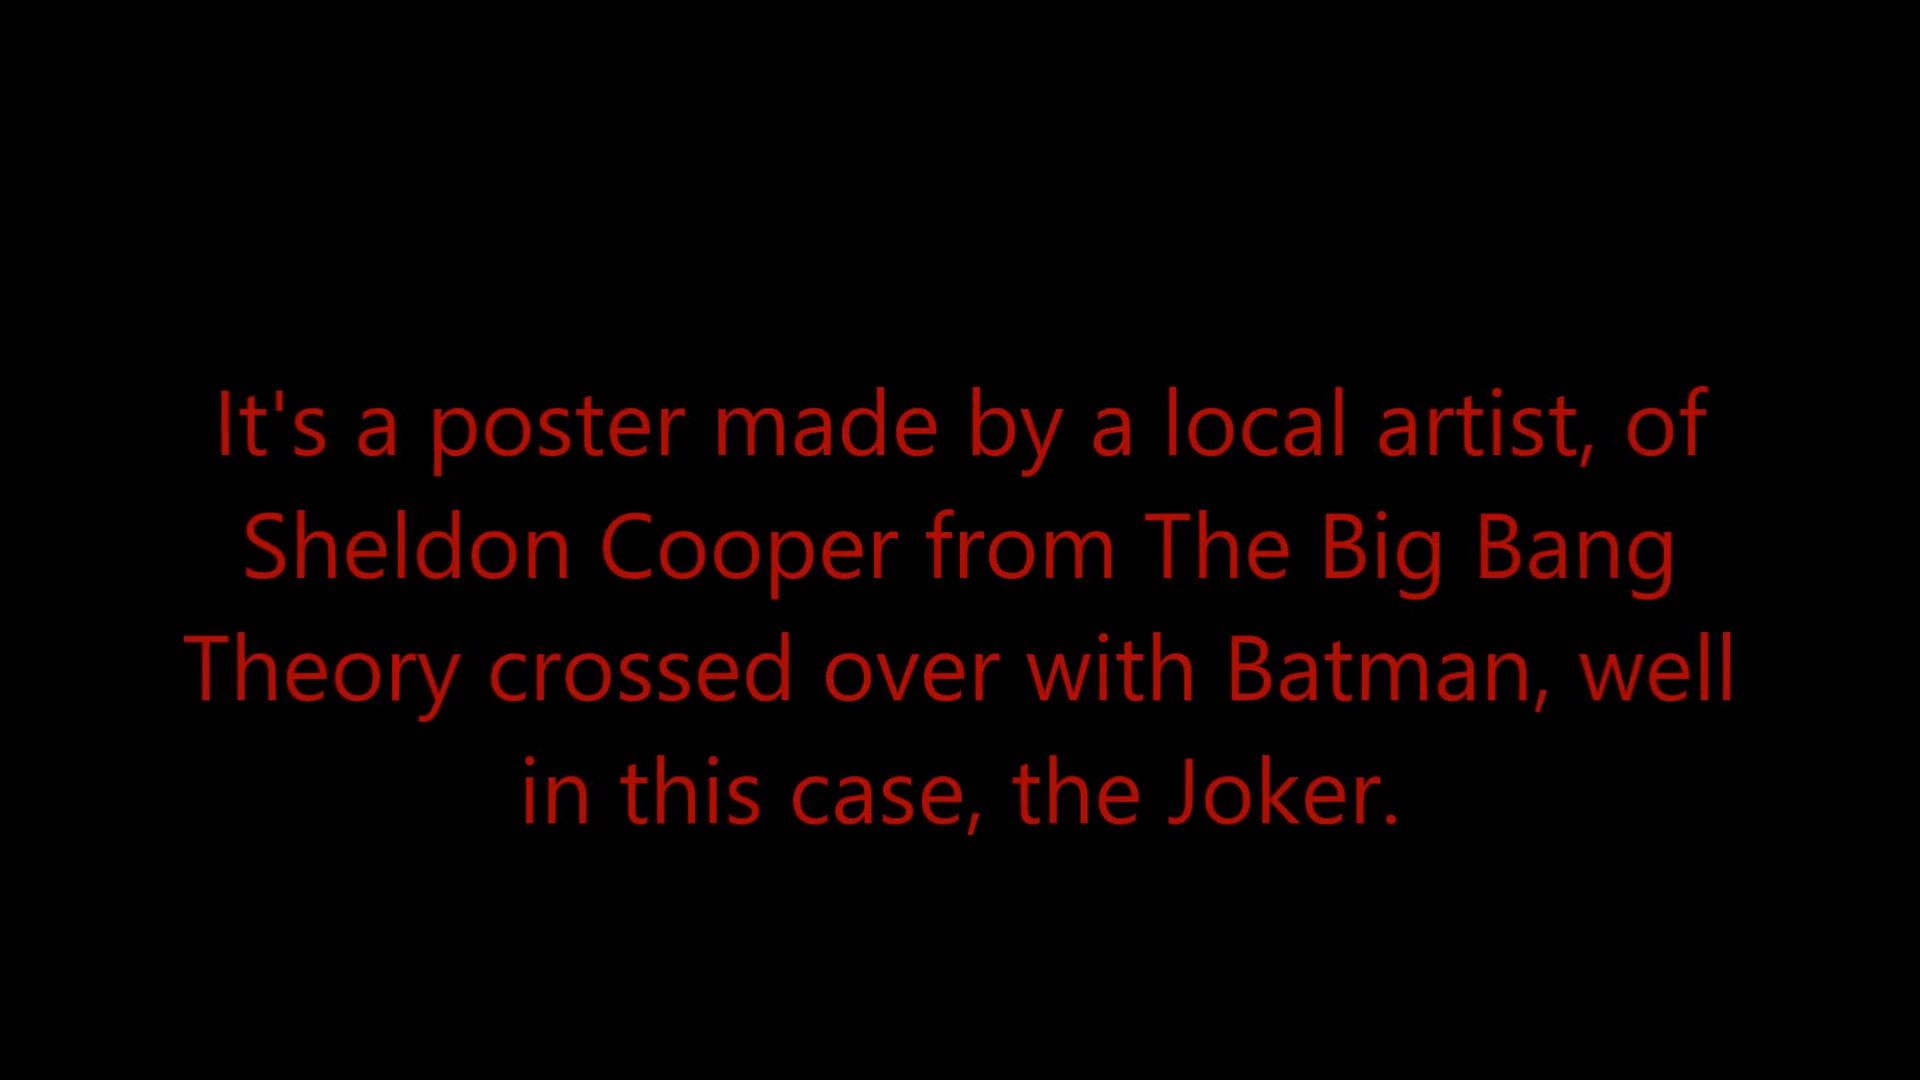 It's a poster made by a local artist, of
Sheldon Cooper from The Big Bang
Theory crossed over with Batman, well
in this case, the Joker.